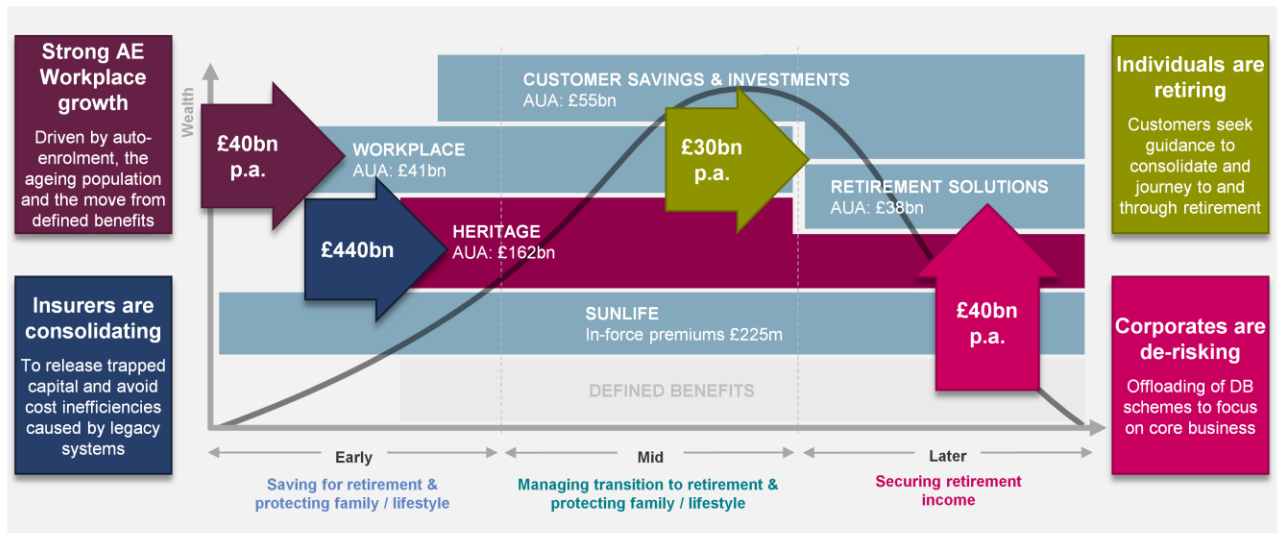 Strong AE
Workplace
growth
Driven by auto-
enrolment, the
ageing population
and the move from
defined benefits
Insurers are
consolidating
To release trapped
capital and avoid
cost inefficiencies
caused by legacy
systems
Wealth
£40bn
p.a.
£440bn
CUSTOMER SAVINGS & INVESTMENTS
AUA: £55bn
WORKPLACE
AUA: £41bn
£30bn
p.a.
RETIREMENT SOLUTIONS
AUA: £38bn
HERITAGE
AUA: £162bn
SUNLIFE
In-force premiums £225m
£40bn
p.a.
DEFINED BENEFITS
Early
Saving for retirement &
protecting family / lifestyle
Mid
Managing transition to retirement &
protecting family / lifestyle
Later
Securing retirement
income
Individuals are
retiring
Customers seek
guidance to
consolidate and
journey to and
through retirement
Corporates are
de-risking
Offloading of DB
schemes to focus
on core business